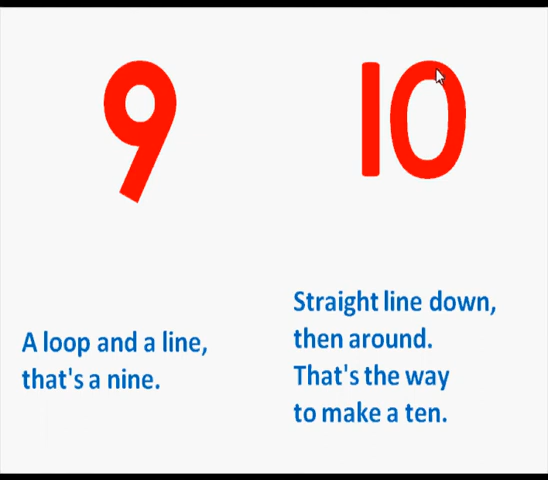 9
10
A loop and a line,
that's a nine.
Straight line down,
then around.
That's the way
to make a ten.